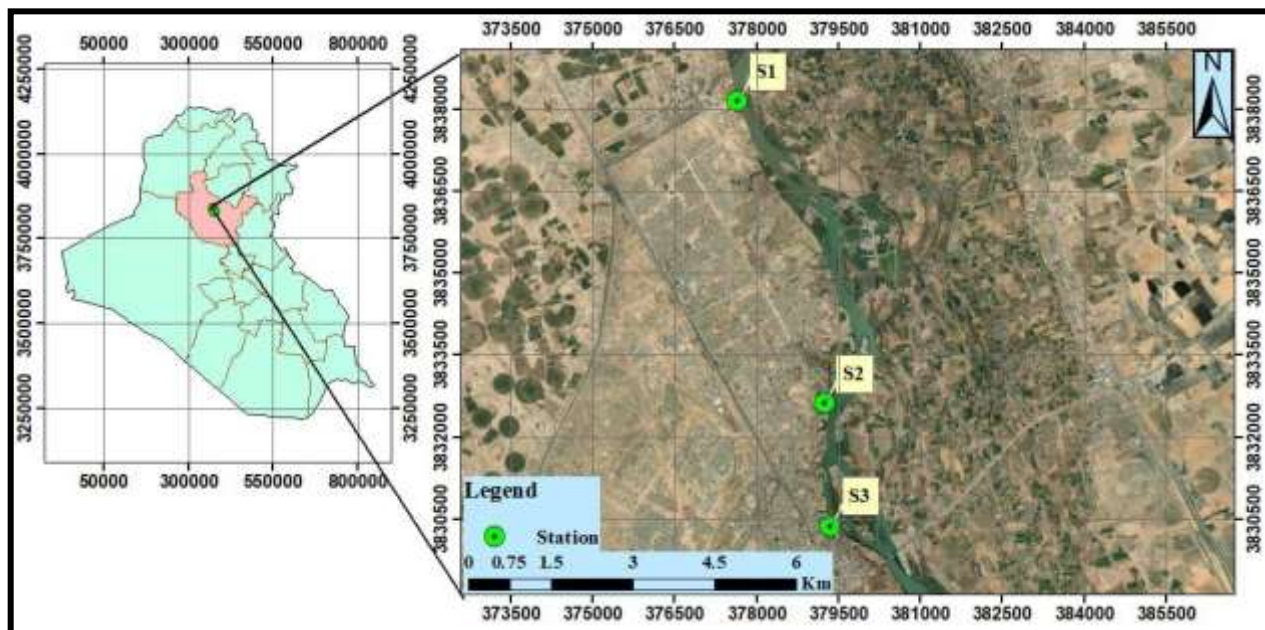 50000 300000 550000 800000
4250000 4000000 3750000 3500000 3250000
4250000 4000000 3750000 3500000 3250000
50000 300000 550000 800000
373500 375000 376500 378000 379500 381000 382500 384000 385500
3838000 3836500 3835000 3833500 3832000 3830500
S1
N
S2
S3
3838000 3836500 3835000 3833500 3832000 3830500
Legend
Station
0 0.75 1.5 3 4.5 6
Km
373500 375000 376500 378000 379500 381000 382500 384000 385500